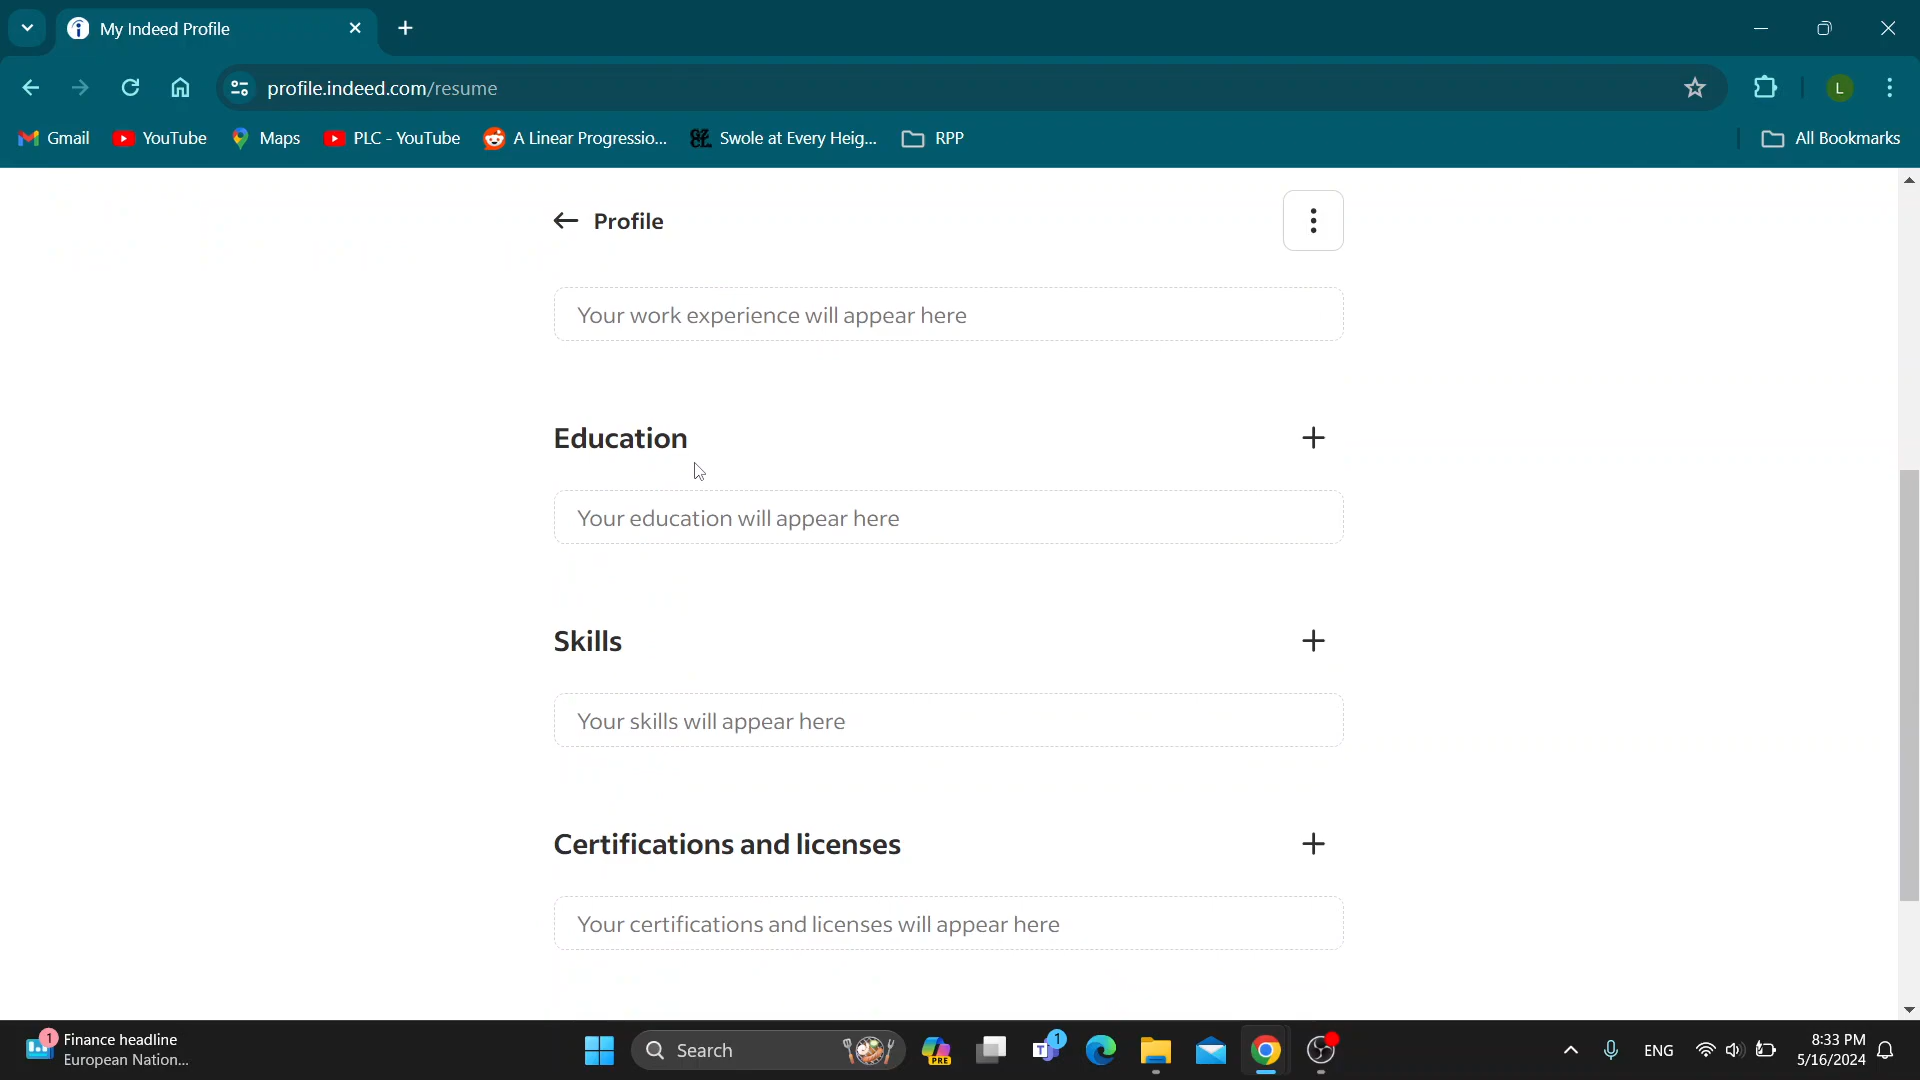 My Indeed Profile
profile.indeed.com/resume
L
Gmail
YouTube
Maps
PLC - YouTube
A Linear Progressio...
Swole at Every Heig...
RPP
All Bookmarks
Profile
Your work experience will appear here
Education
Your education will appear here
Skills
Your skills will appear here
Certifications and licenses
Your certifications and licenses will appear here
1
Finance headline
European Nation...
Search
PRE
1
ENG
8:33 PM
5/16/2024